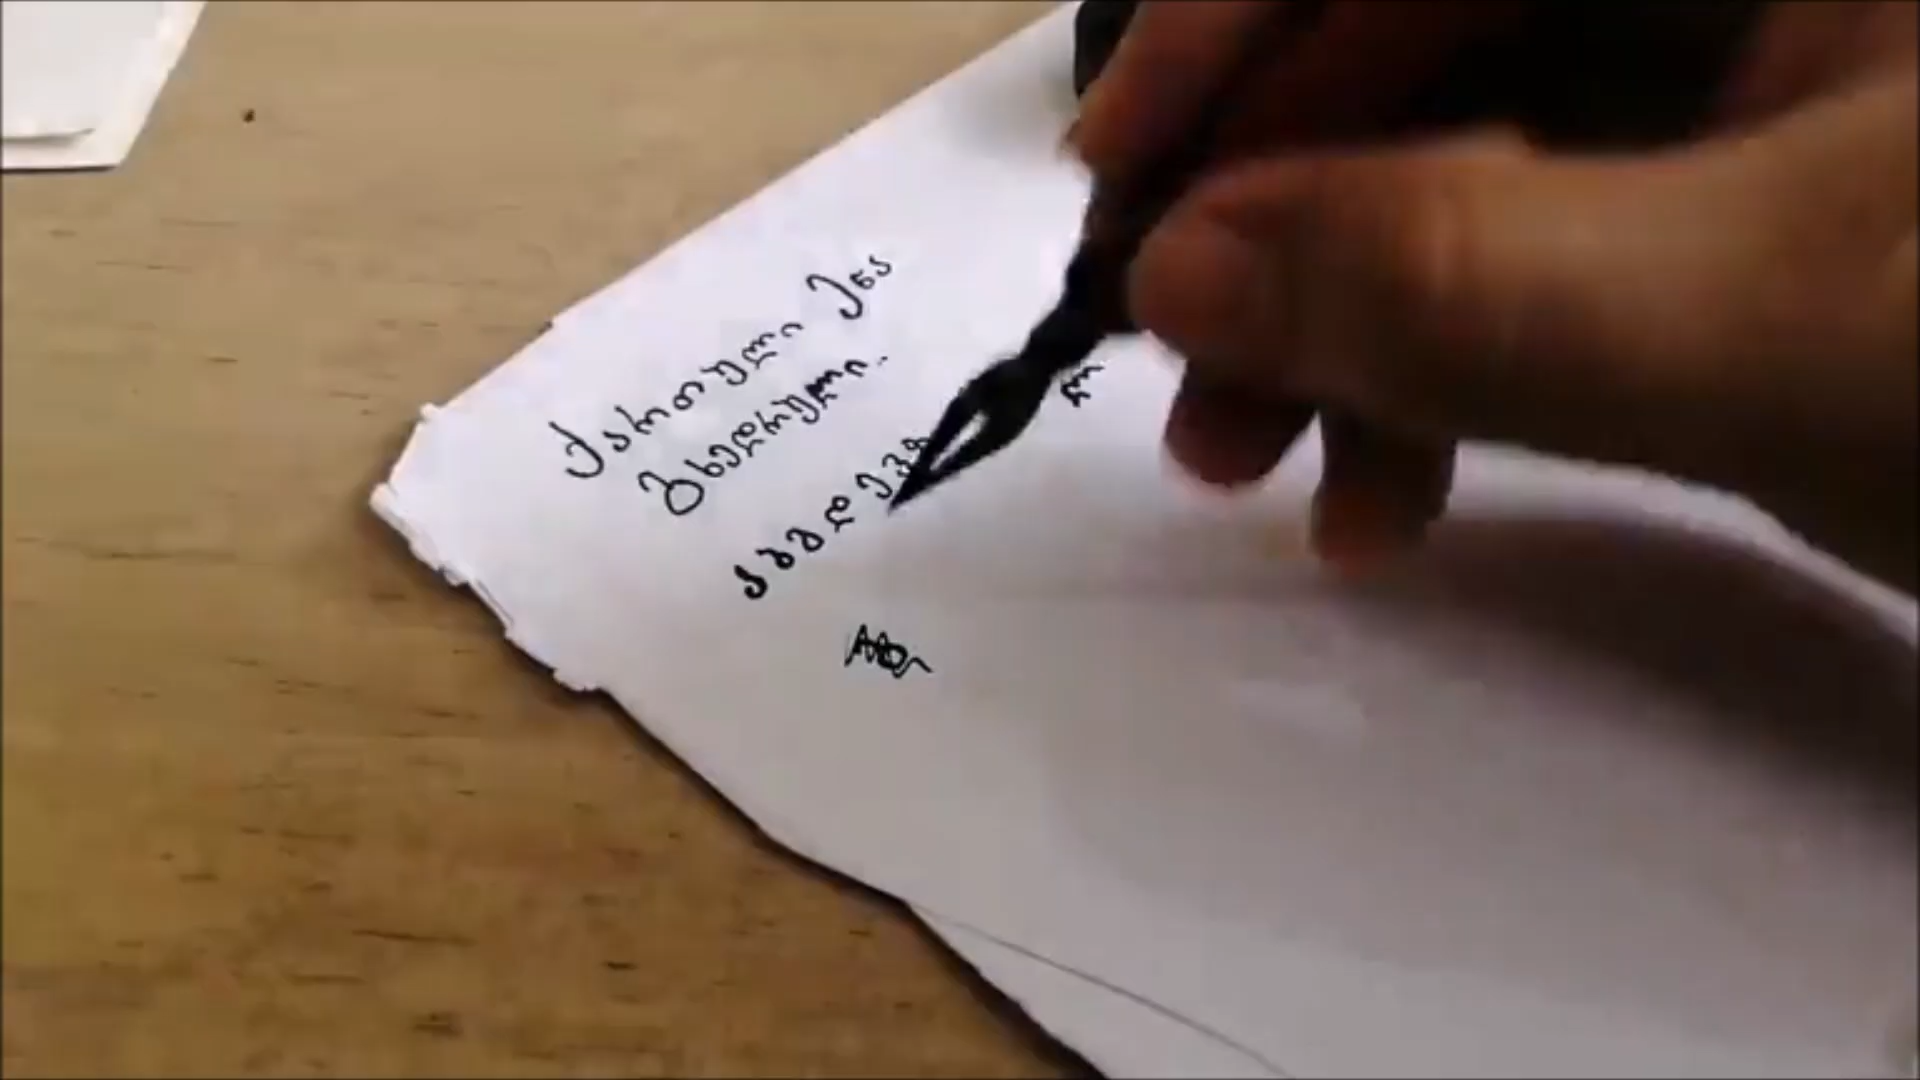 ქართული ენა
მხედრული..
ა ბ გ დ ე ვ ზ ლ